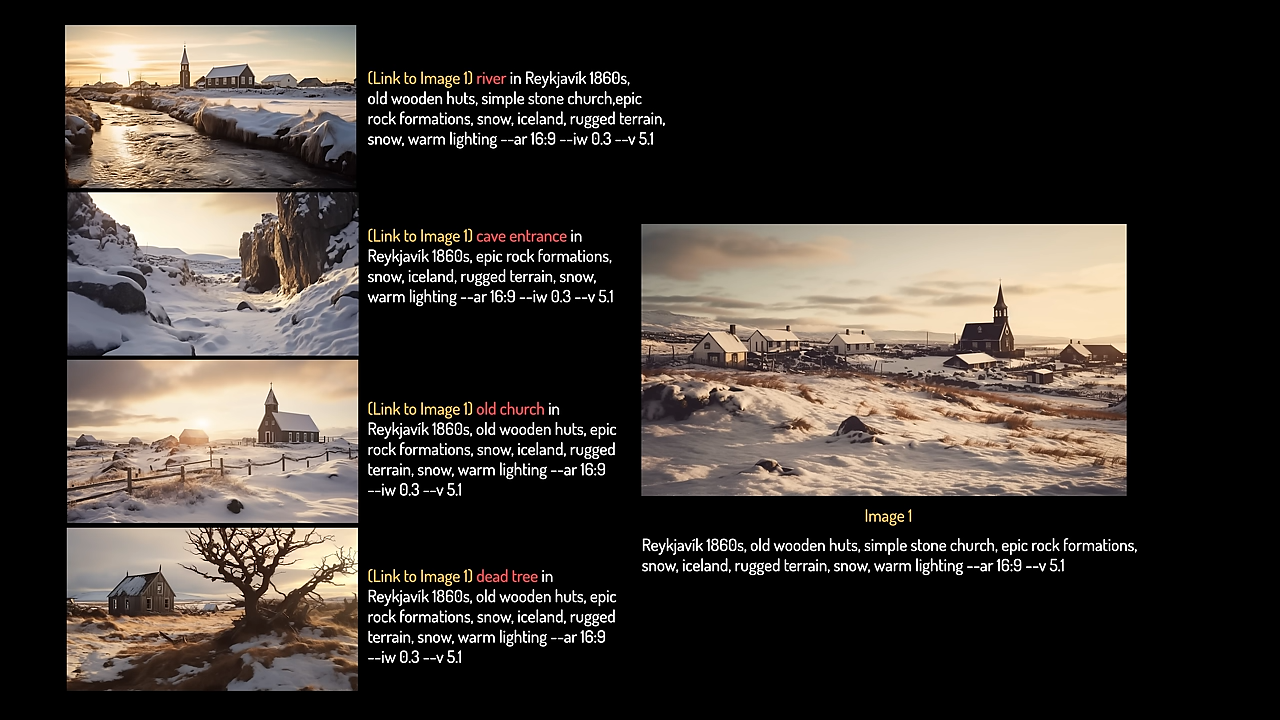 (Link to Image 1) river in Reykjavík 1860s,
old wooden huts, simple stone church,epic
rock formations, snow, iceland, rugged terrain,
snow, warm lighting --ar 16:9 --iw 0.3 --v 5.1
(Link to Image 1) cave entrance in
Reykjavík 1860s, epic rock formations,
snow, iceland, rugged terrain, snow,
warm lighting --ar 16:9 --iw 0.3 --v 5.1
(Link to Image 1) old church in
Reykjavík 1860s, old wooden huts, epic
rock formations, snow, iceland, rugged
terrain, snow, warm lighting --ar 16:9
--iw 0.3 --v 5.1
(Link to Image 1) dead tree in
Reykjavík 1860s, old wooden huts, epic
rock formations, snow, iceland, rugged
terrain, snow, warm lighting --ar 16:9
--iw 0.3 --v 5.1
Image 1
Reykjavík 1860s, old wooden huts, simple stone church, epic rock formations,
snow, iceland, rugged terrain, snow, warm lighting --ar 16:9 --v 5.1